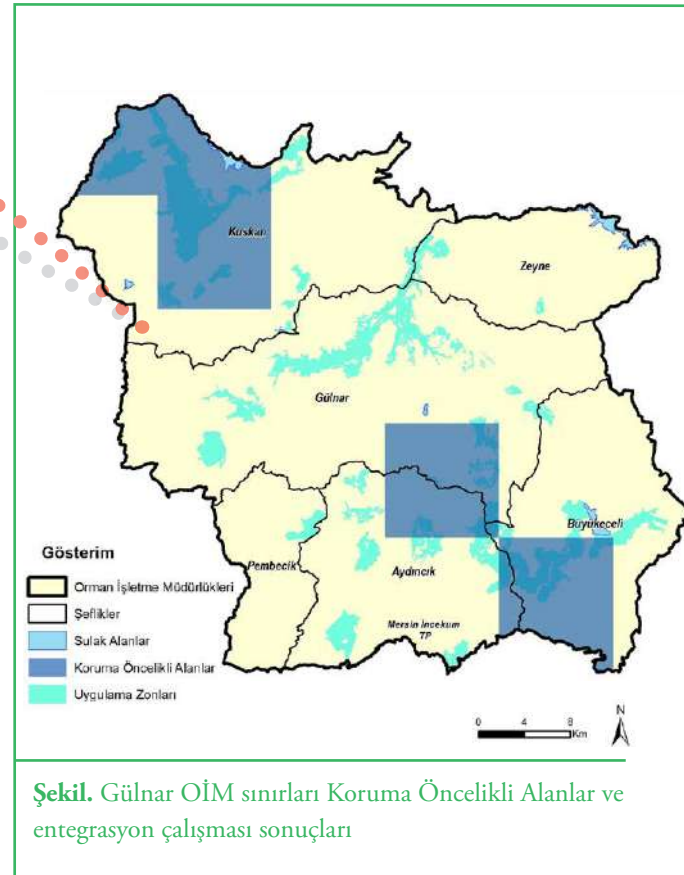 Kuskan
Zeyne
Gülnar
Büyükeceli
Pembecik
Aydıncık
Mersin İncekum
TP
Gösterim
Orman İşletme Müdürlükleri
Şeflikler
Sulak Alanlar
Koruma Öncelikli Alanlar
Uygulama Zonları
N
0 4 8
Km
Şekil. Gülnar OİM sınırları Koruma Öncelikli Alanlar ve
entegrasyon çalışması sonuçları